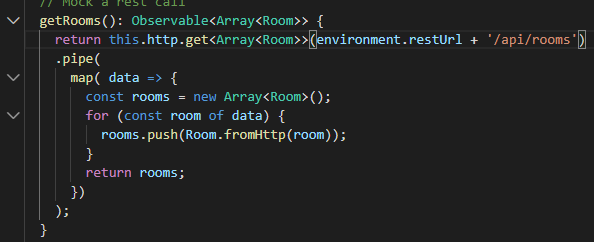 // Mock a rest call
getRooms(): Observable<Array<Room>> {
return this.http.get<Array<Room>>(environment.restUrl + '/api/rooms')
.pipe(
map( data => {
const rooms = new Array<Room>();
for (const room of data) {
rooms.push(Room.fromHttp(room));
}
return rooms;
})
);
}